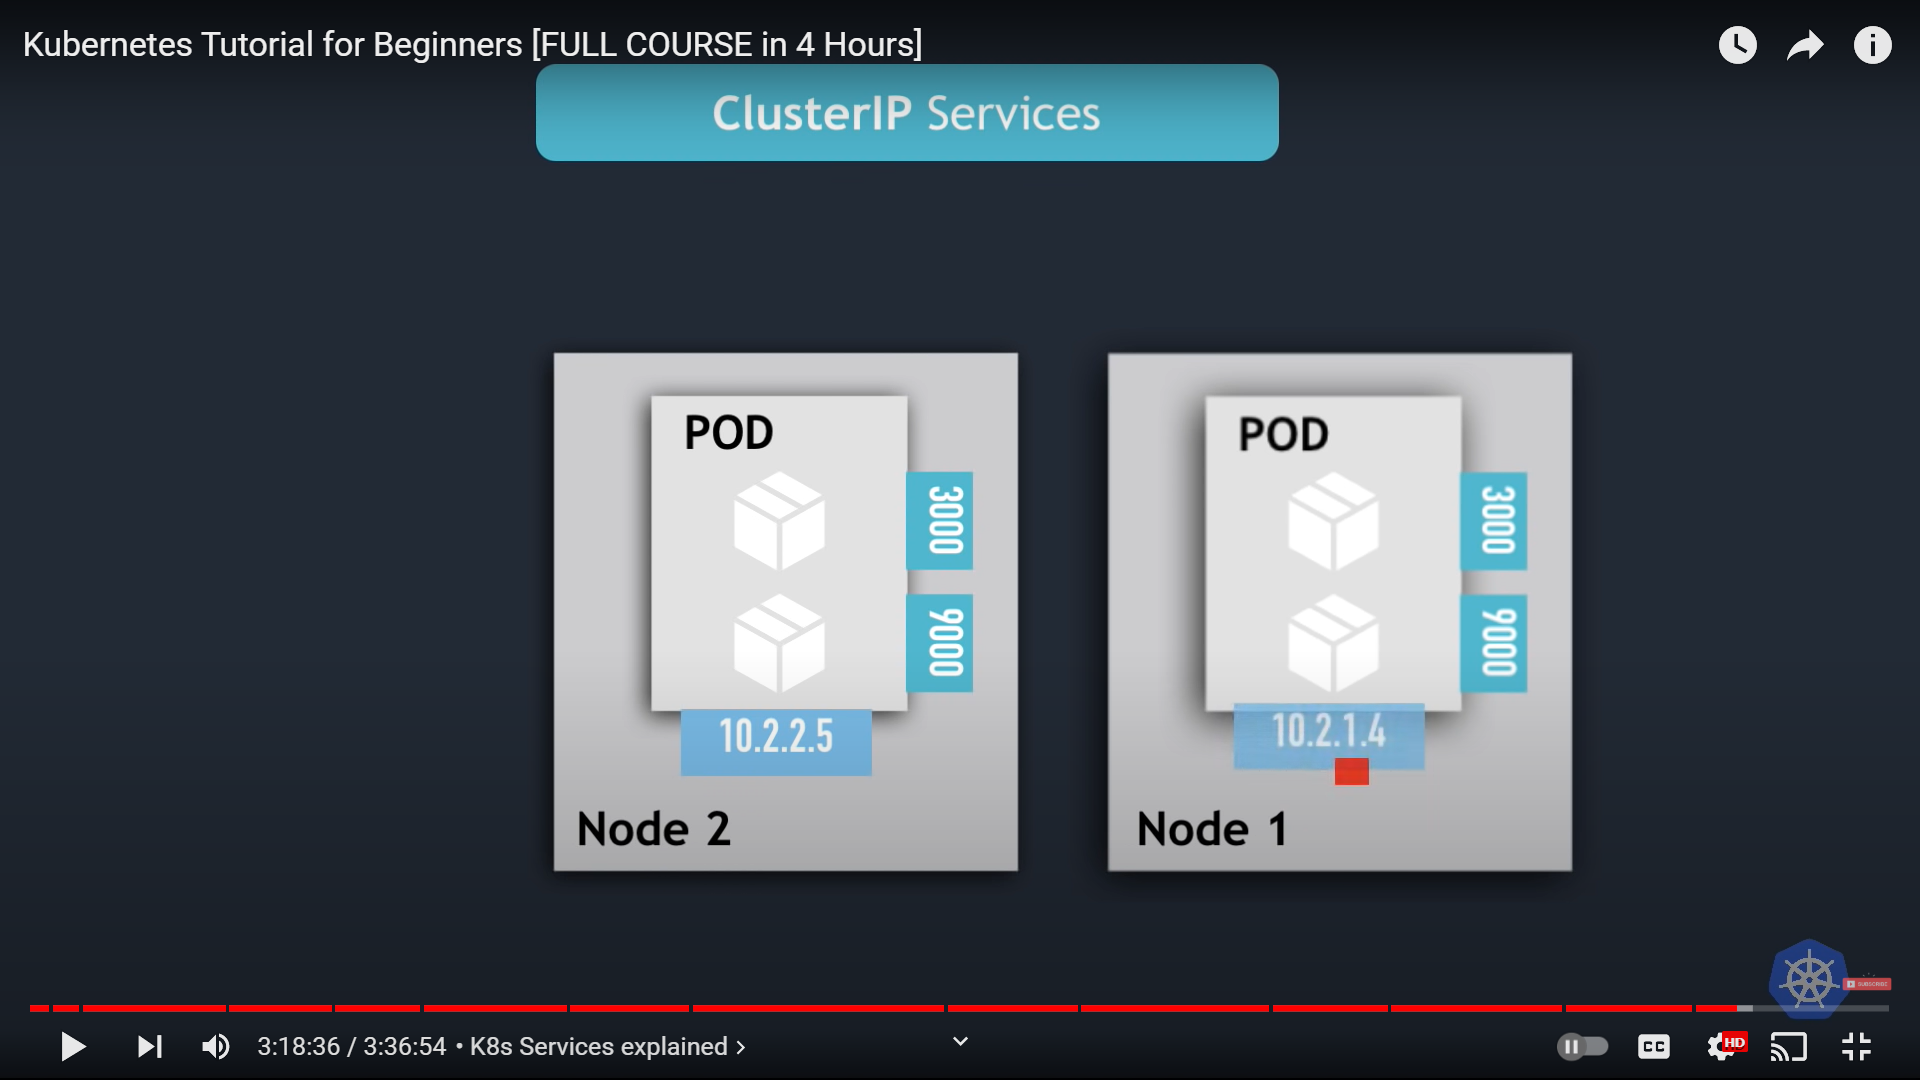 Kubernetes Tutorial for Beginners [FULL COURSE in 4 Hours]
ClusterIP Services
POD
3000
9000
10.2.2.5
Node 2
POD
3000
9000
10.2.1.4
Node 1
SUBSCRIBE
3:18:36 / 3:36:54 • K8s Services explained
CC
HD